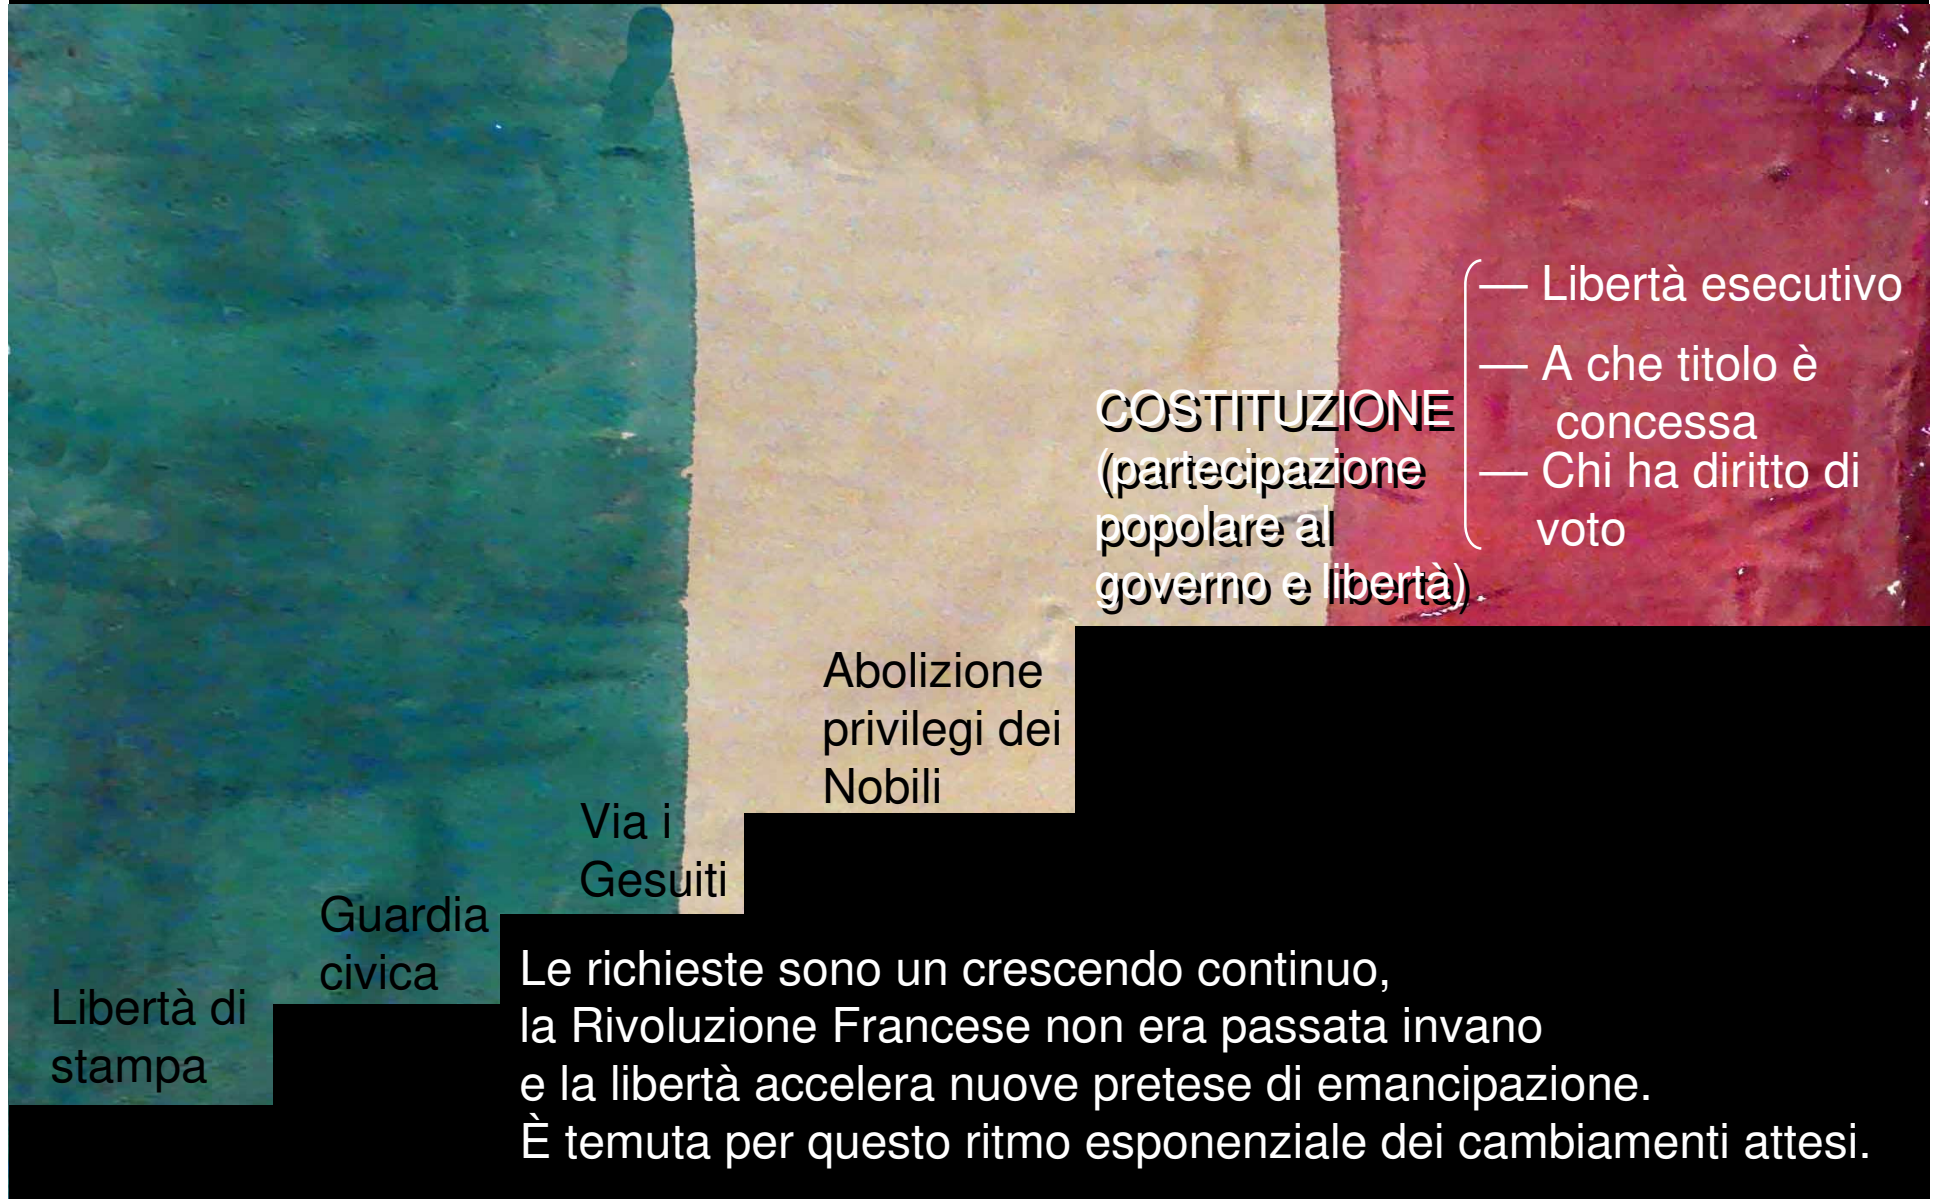 Libertà di
stampa
Guardia
civica
Via i
Gesuiti
Abolizione
privilegi dei
Nobili
COSTITUZIONE
(partecipazione
popolare al
governo e libertà)
— Libertà esecutivo
— A che titolo è
concessa
— Chi ha diritto di
voto
Le richieste sono un crescendo continuo,
la Rivoluzione Francese non era passata invano
e la libertà accelera nuove pretese di emancipazione.
È temuta per questo ritmo esponenziale dei cambiamenti attesi.